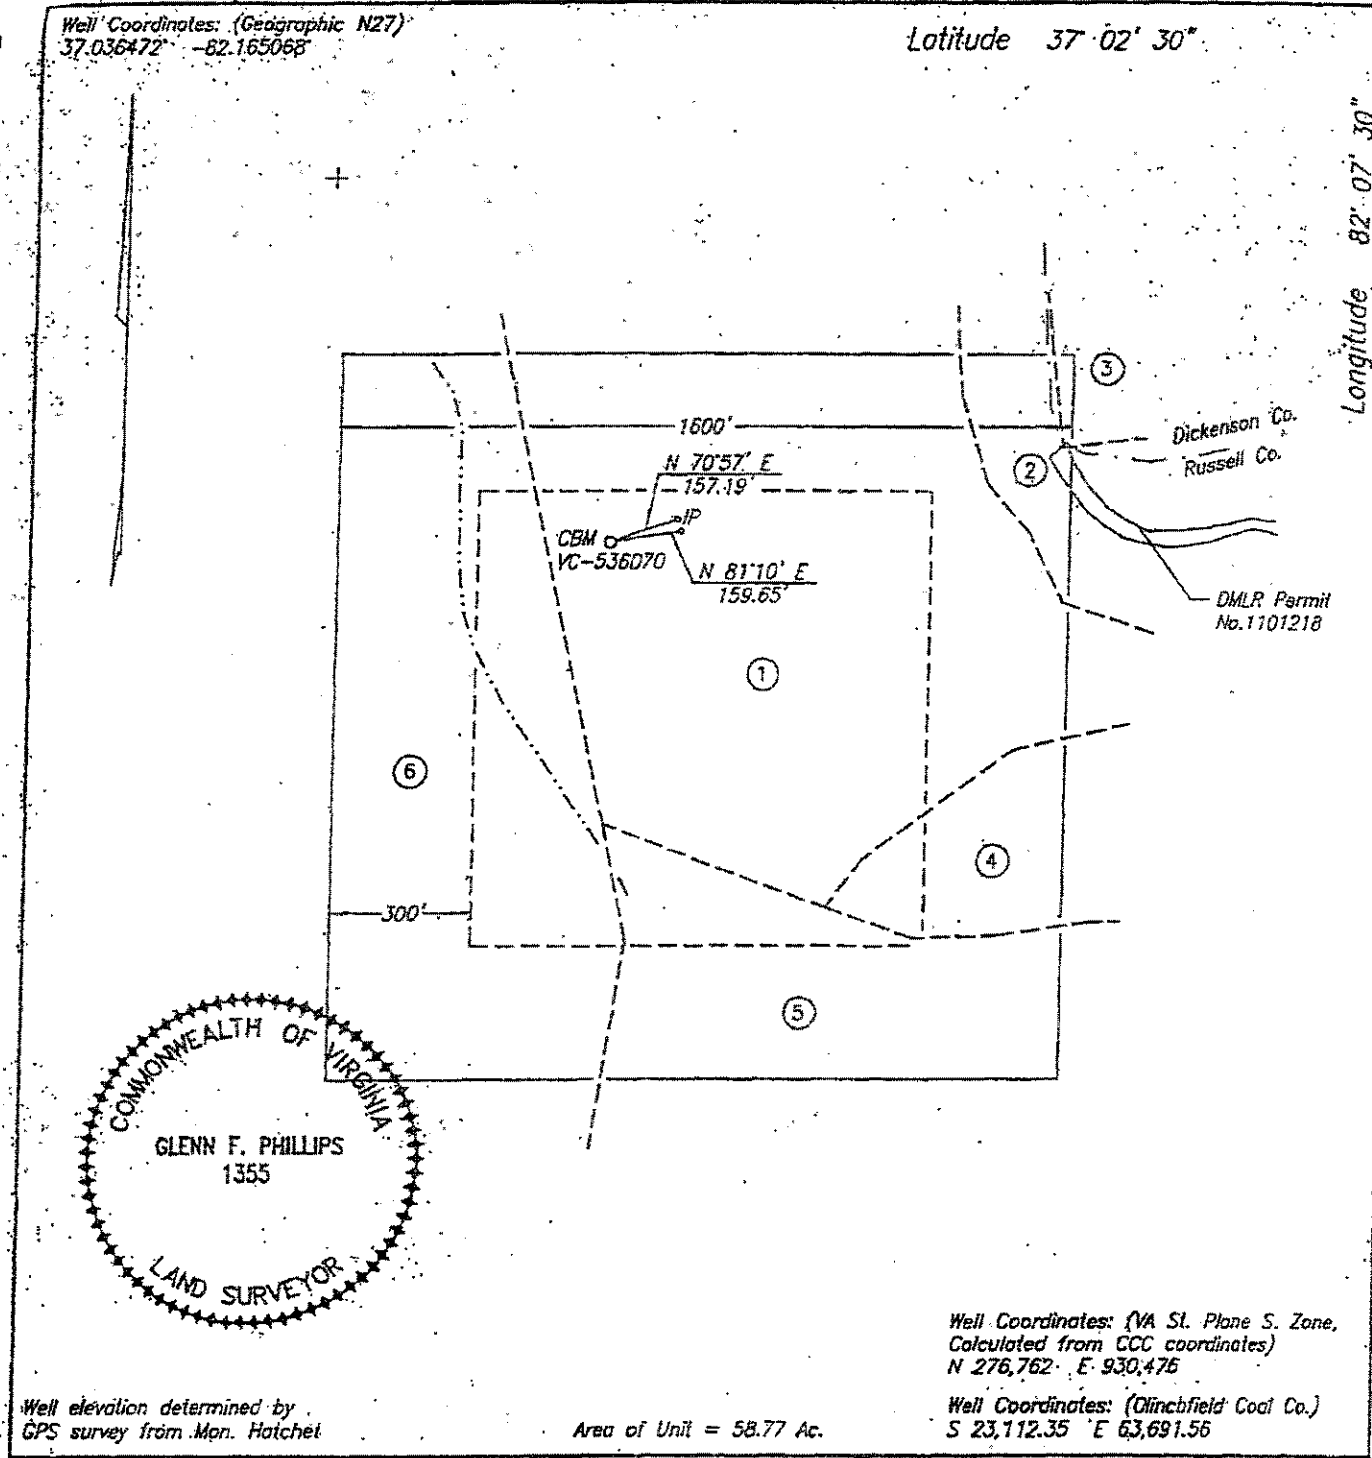 Well Coordinates: (Geographic N27)
37.036472° -82.165068°
Latitude 37° 02' 30"
Longitude 82° 07' 30"
3
1600'
Dickenson Co.
Russell Co.
2
N 70°57' E
157.19'
IP
CBM
VC-536070
N 81°10' E
159.65'
DMLR Permit
No.1101218
1
6
4
300'
5
COMMONWEALTH OF VIRGINIA
GLENN F. PHILLIPS
1355
LAND SURVEYOR
Well Coordinates: (VA St. Plane S. Zone,
Calculated from CCC coordinates)
N 276,762 E 930,476
Well elevation determined by
GPS survey from Mon. Hatchet
Area of Unit = 58.77 Ac.
Well Coordinates: (Clinchfield Coal Co.)
S 23,112.35 E 63,691.56